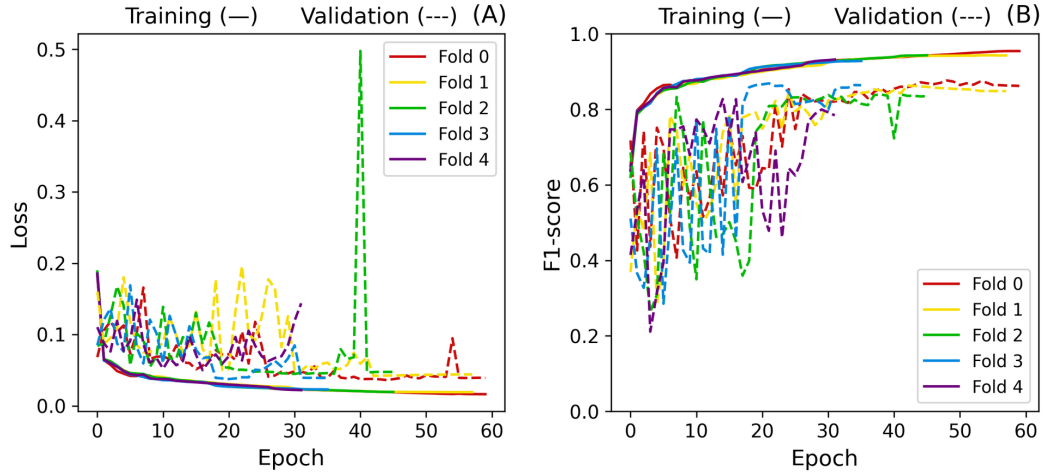 Training (—) Validation (---) (A)
Loss
0.5
0.4
0.3
0.2
0.1
0.0
Fold 0
Fold 1
Fold 2
Fold 3
Fold 4
0 10 20 30 40 50 60
Epoch
Training (—) Validation (---) (B)
F1-score
1.0
0.8
0.6
0.4
0.2
0.0
Fold 0
Fold 1
Fold 2
Fold 3
Fold 4
0 10 20 30 40 50 60
Epoch